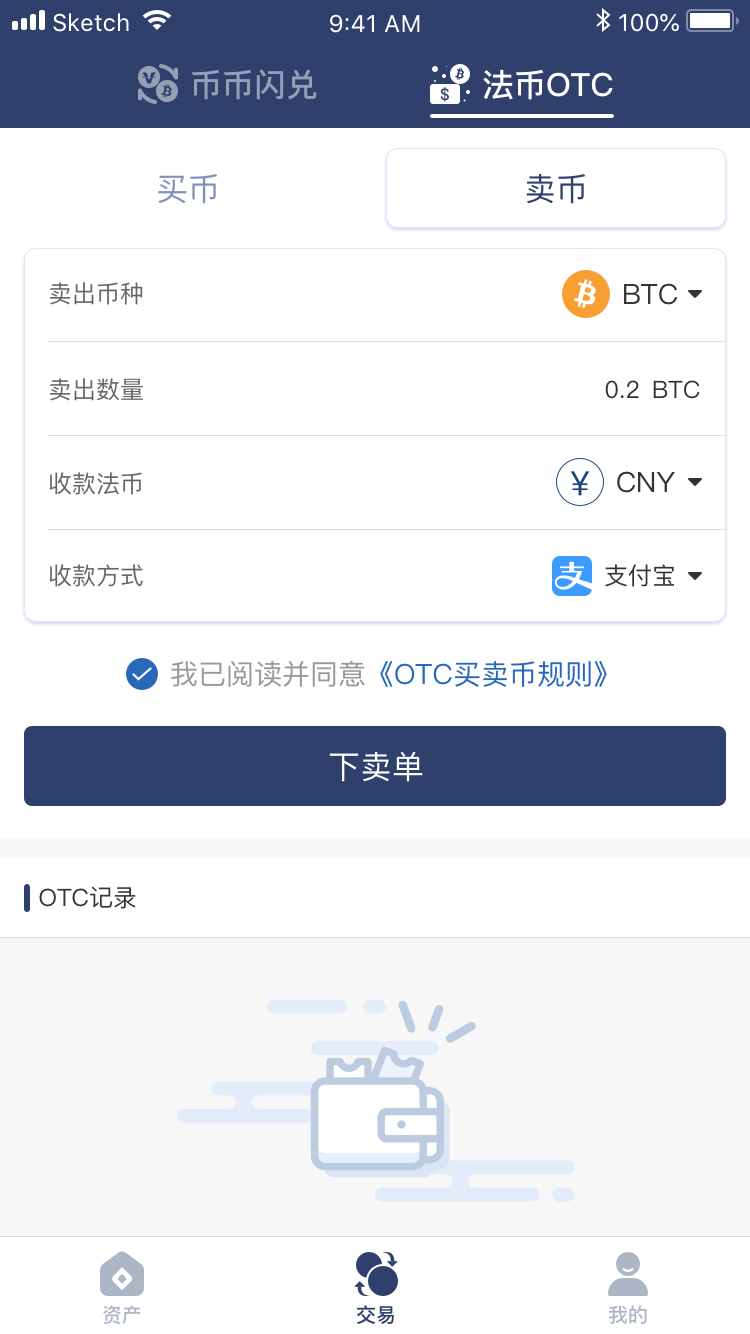 Sketch 9:41 AM 100%
币币闪兑 法币OTC
买币 卖币
卖出币种 BTC
卖出数量 0.2 BTC
收款法币 ¥ CNY
收款方式 支 支付宝
我已阅读并同意《OTC买卖币规则》
下卖单
OTC记录
资产 交易 我的